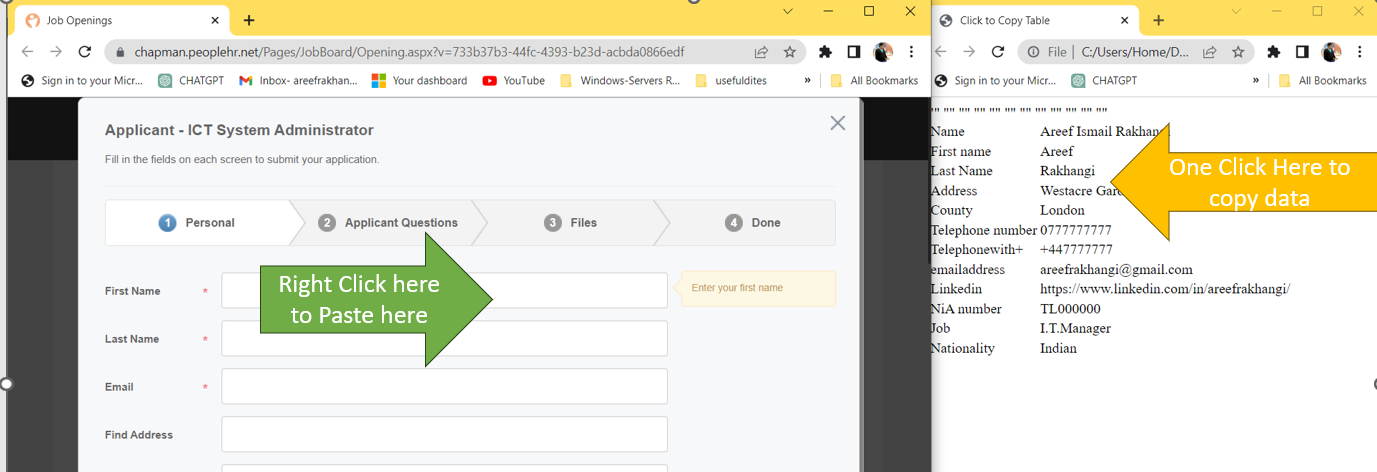 Job Openings
chapman.peoplehr.net/Pages/JobBoard/Opening.aspx?v=733b37b3-44fc-4393-b23d-acbda0866edf
Sign in to your Micr... CHATGPT Inbox- areefrakhan... Your dashboard YouTube Windows-Servers R... usefuldites » All Bookmarks
Applicant - ICT System Administrator
Fill in the fields on each screen to submit your application.
1 Personal 2 Applicant Questions 3 Files 4 Done
First Name *
Enter your first name
Last Name *
Email *
Find Address
Right Click here
to Paste here
Click to Copy Table
File | C:/Users/Home/D...
Sign in to your Micr... CHATGPT » All Bookmarks
"" "" "" "" "" "" "" "" "" "" "" ""
Name Areef Ismail Rakhangi
First name Areef
Last Name Rakhangi
Address Westacre
County London
Telephone number 0777777777
Telephonewith+ +447777777
emailaddress areefrakhangi@gmail.com
Linkedin https://www.linkedin.com/in/areefrakhangi/
NiA number TL000000
Job I.T.Manager
Nationality Indian
One Click Here to
copy data